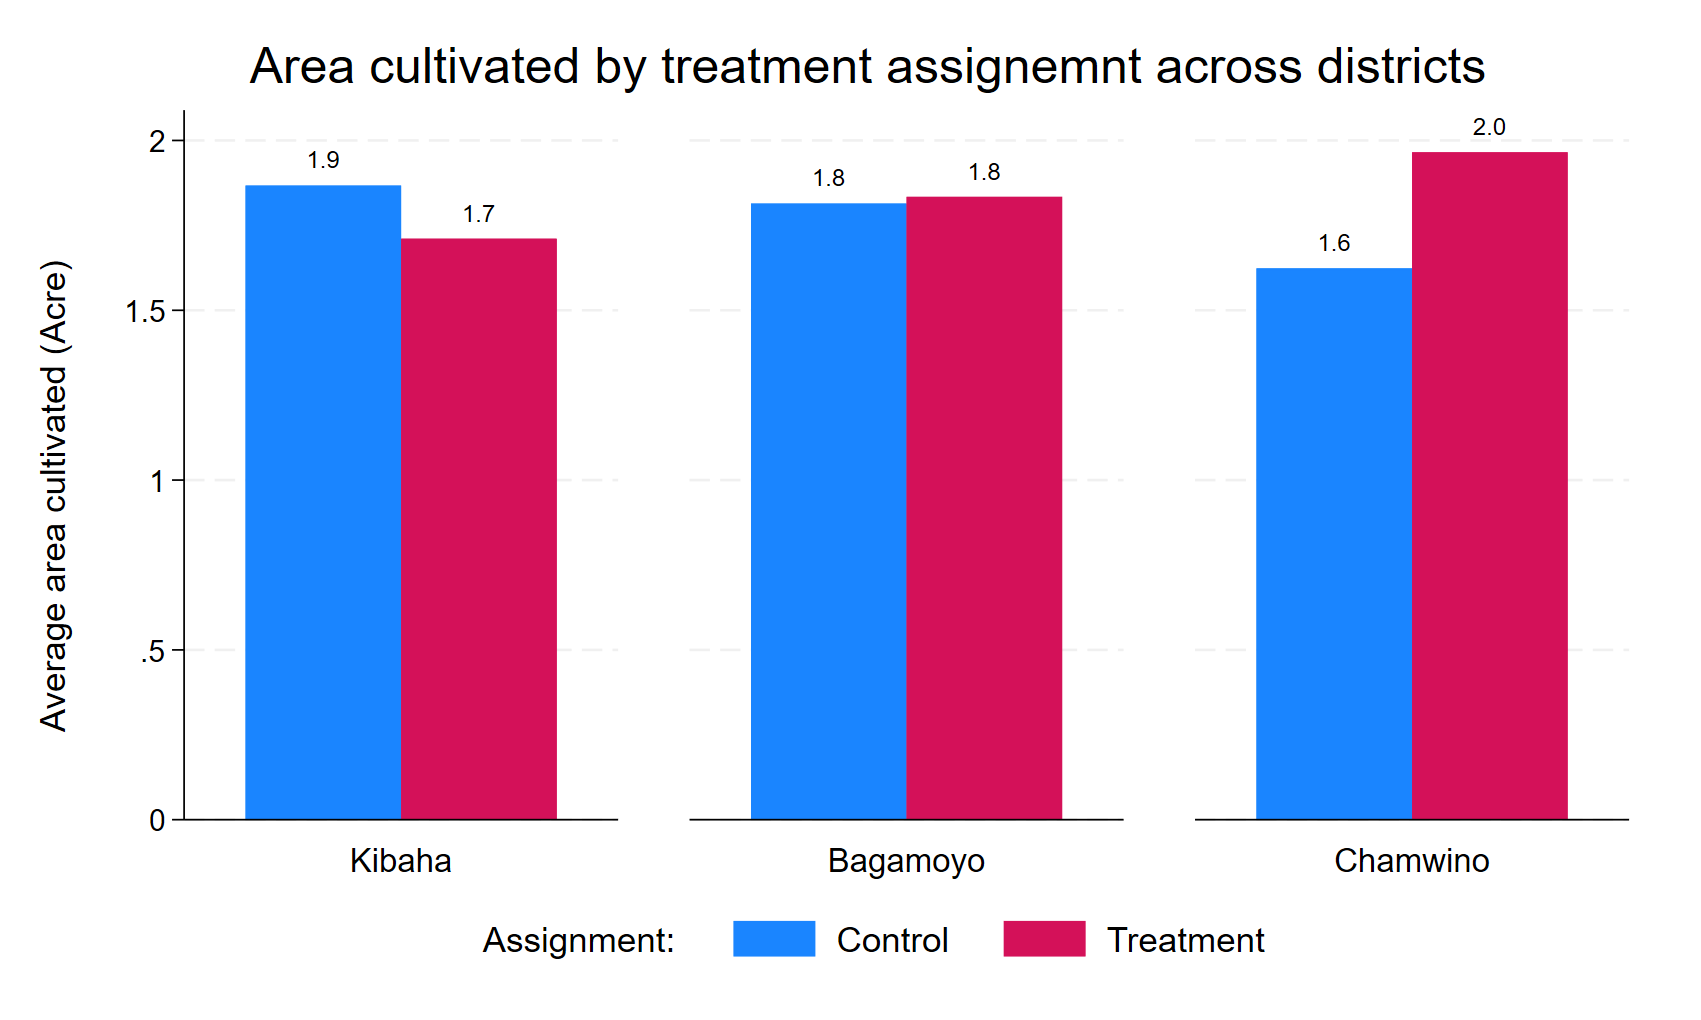 Area cultivated by treatment assignemnt across districts
Average area cultivated (Acre)
2
1.5
1
.5
0
1.9
1.7
1.8
1.8
1.6
2.0
Kibaha
Bagamoyo
Chamwino
Assignment:
Control
Treatment